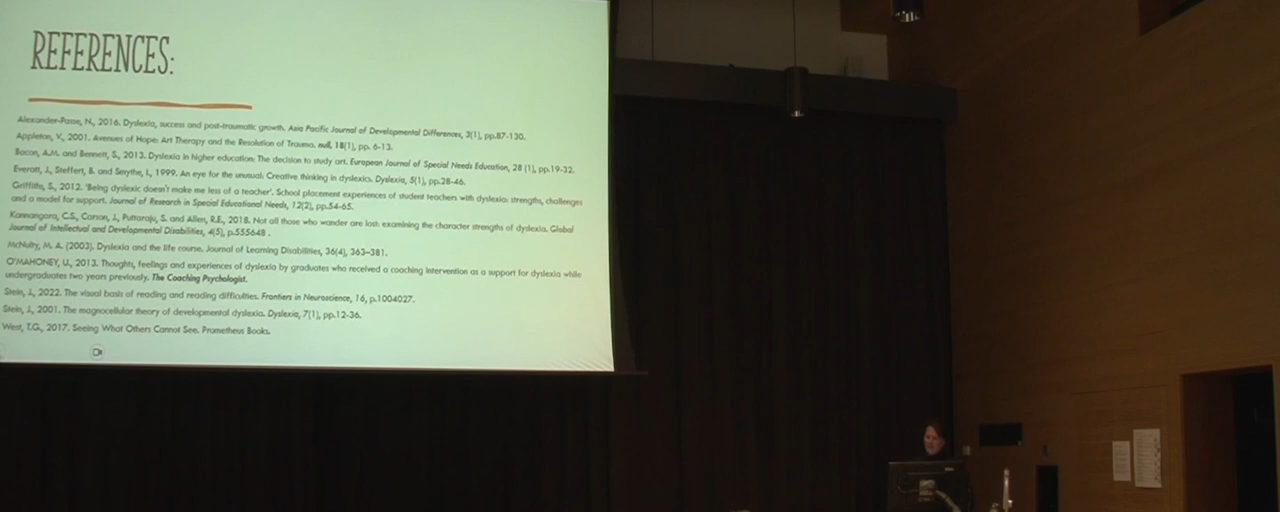 REFERENCES:
Alexander-Passe, N., 2016. Dyslexia, success and post-traumatic growth. Asia Pacific Journal of Developmental Differences, 3(1), pp.87-130.
Appleton, V., 2001. Avenues of Hope: Art Therapy and the Resolution of Trauma. null, 18(1), pp. 6-13.
Bacon, A.M. and Bennett, S., 2013. Dyslexia in higher education: The decision to study art. European Journal of Special Needs Education, 28 (1), pp.19-32.
Everatt, J., Steffert, B. and Smythe, I., 1999. An eye for the unusual: Creative thinking in dyslexics. Dyslexia, 5(1), pp.28-46.
Griffiths, S., 2012. 'Being dyslexic doesn't make me less of a teacher'. School placement experiences of student teachers with dyslexia: strengths, challenges
and a model for support. Journal of Research in Special Educational Needs, 12(2), pp.54-65.
Kannangara, C.S., Carson, J., Puttaraju, S. and Allen, R.E., 2018. Not all those who wander are lost: examining the character strengths of dyslexia. Global
Journal of Intellectual and Developmental Disabilities, 4(5), p.555648 .
McNulty, M. A. (2003). Dyslexia and the life course. Journal of Learning Disabilities, 36(4), 363–381.
O'MAHONEY, U., 2013. Thoughts, feelings and experiences of dyslexia by graduates who received a coaching intervention as a support for dyslexia while
undergraduates two years previously. The Coaching Psychologist.
Stein, J., 2022. The visual basis of reading and reading difficulties. Frontiers in Neuroscience, 16, p.1004027.
Stein, J., 2001. The magnocellular theory of developmental dyslexia. Dyslexia, 7(1), pp.12-36.
West, T.G., 2017. Seeing What Others Cannot See. Prometheus Books.